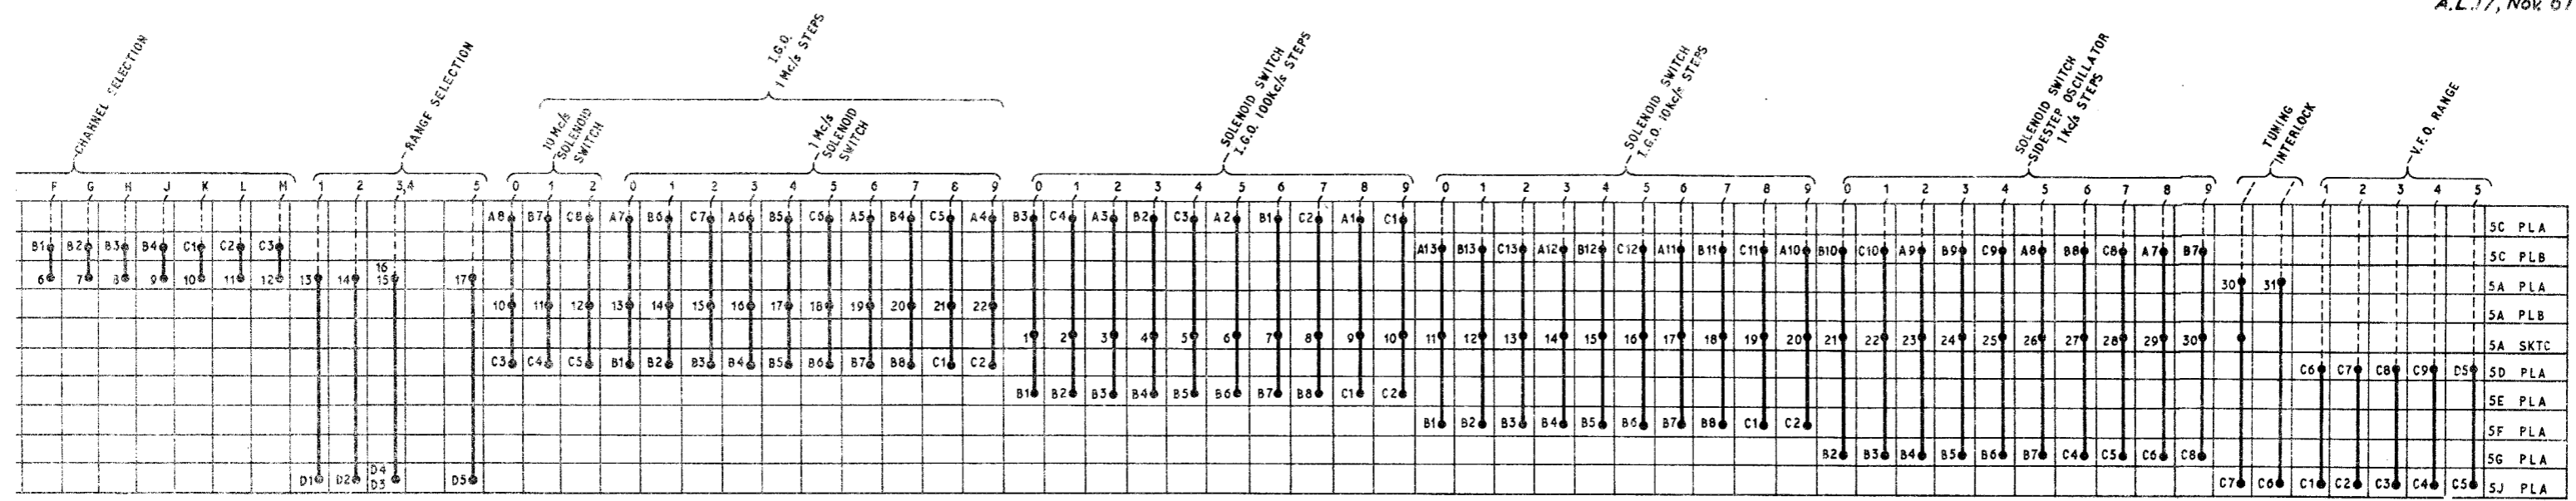 A.L.17, Nov. 61
I.G.O.
1 Mc/s STEPS
CHANNEL SELECTION
RANGE SELECTION
10 Mc/s
SOLENOID
SWITCH
1 Mc/s
SOLENOID
SWITCH
SOLENOID SWITCH
I.G.O. 100Kc/s STEPS
SOLENOID SWITCH
I.G.O. 10Kc/s STEPS
SOLENOID SWITCH
SIDESTEP OSCILLATOR
1Kc/s STEPS
TUNING
INTERLOCK
V.F.O. RANGE
F G H J K L M 1 2 3,4 5 0 1 2 0 1 2 3 4 5 6 7 8 9 0 1 2 3 4 5 6 7 8 9 0 1 2 3 4 5 6 7 8 9 0 1 2 3 4 5 6 7 8 9 1 2 3 4 5
A8 B7 C8 A7 B6 C7 A6 B5 C6 A5 B4 C5 A4 B3 C4 A3 B2 C3 A2 B1 C2 A1 C1 5C PLA
B1 B2 B3 B4 C1 C2 C3 A13 B13 C13 A12 B12 C12 A11 B11 C11 A10 B10 C10 A9 B9 C9 A8 B8 C8 A7 B7 5C PLB
16
6 7 8 9 10 11 12 13 14 15 17 30 31 5A PLA
10 11 12 13 14 15 16 17 18 19 20 21 22 5A PLB
1 2 3 4 5 6 7 8 9 10 11 12 13 14 15 16 17 18 19 20 21 22 23 24 25 26 27 28 29 30 5A SKTC
C3 C4 C5 B1 B2 B3 B4 B5 B6 B7 B8 C1 C2 C6 C7 C8 C9 D5 5D PLA
B1 B2 B3 B4 B5 B6 B7 B8 C1 C2 5E PLA
B1 B2 B3 B4 B5 B6 B7 B8 C1 C2 5F PLA
B2 B3 B4 B5 B6 B7 C4 C5 C6 C8 5G PLA
D4
D1 D2 D3 D5 C7 C6 C1 C2 C3 C4 C5 5J PLA